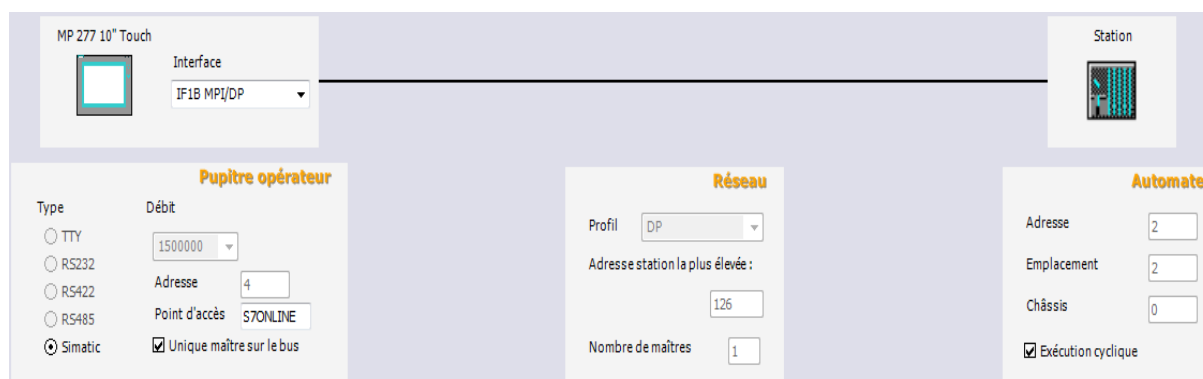 MP 277 10" Touch
Interface
IF1B MPI/DP
Station
Pupitre opérateur
Type
Débit
TTY
1500000
RS232
RS422
Adresse
4
RS485
Point d'accès
S7ONLINE
Simatic
Unique maître sur le bus
Réseau
Profil
DP
Adresse station la plus élevée :
126
Nombre de maîtres
1
Automate
Adresse
2
Emplacement
2
Châssis
0
Exécution cyclique